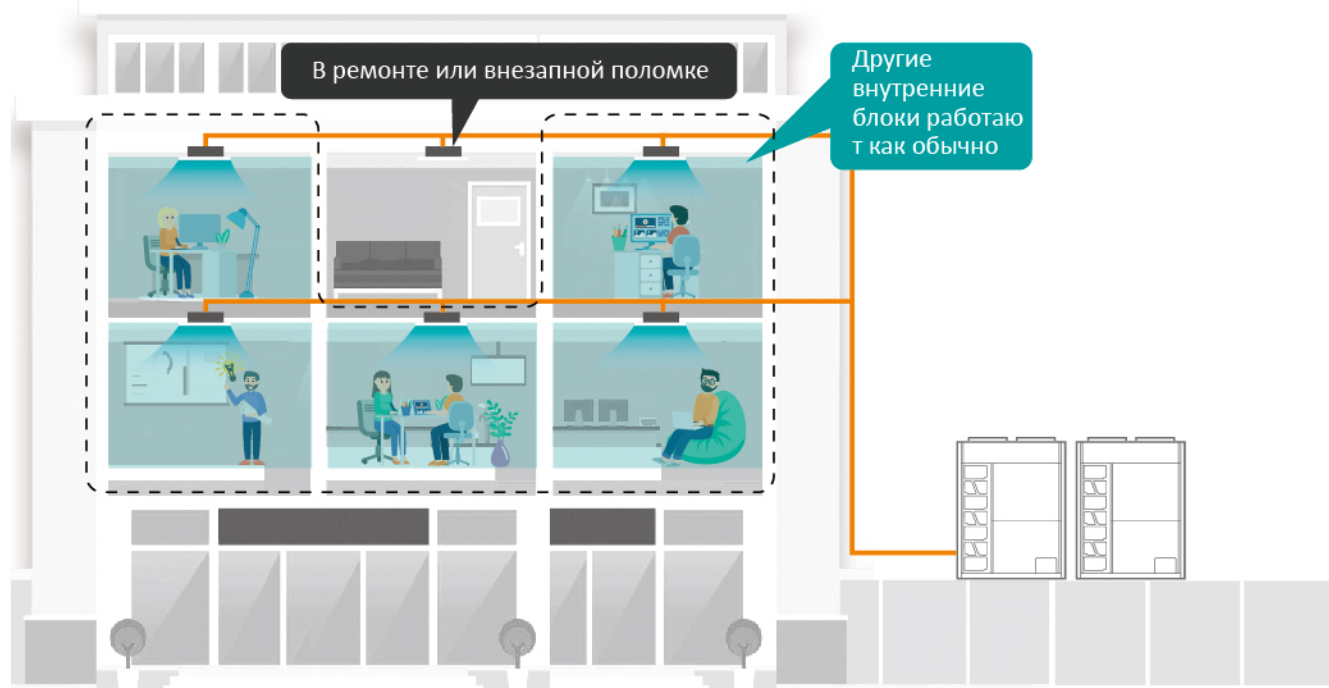 В ремонте или внезапной поломке
Другие
внутренние
блоки работаю
т как обычно